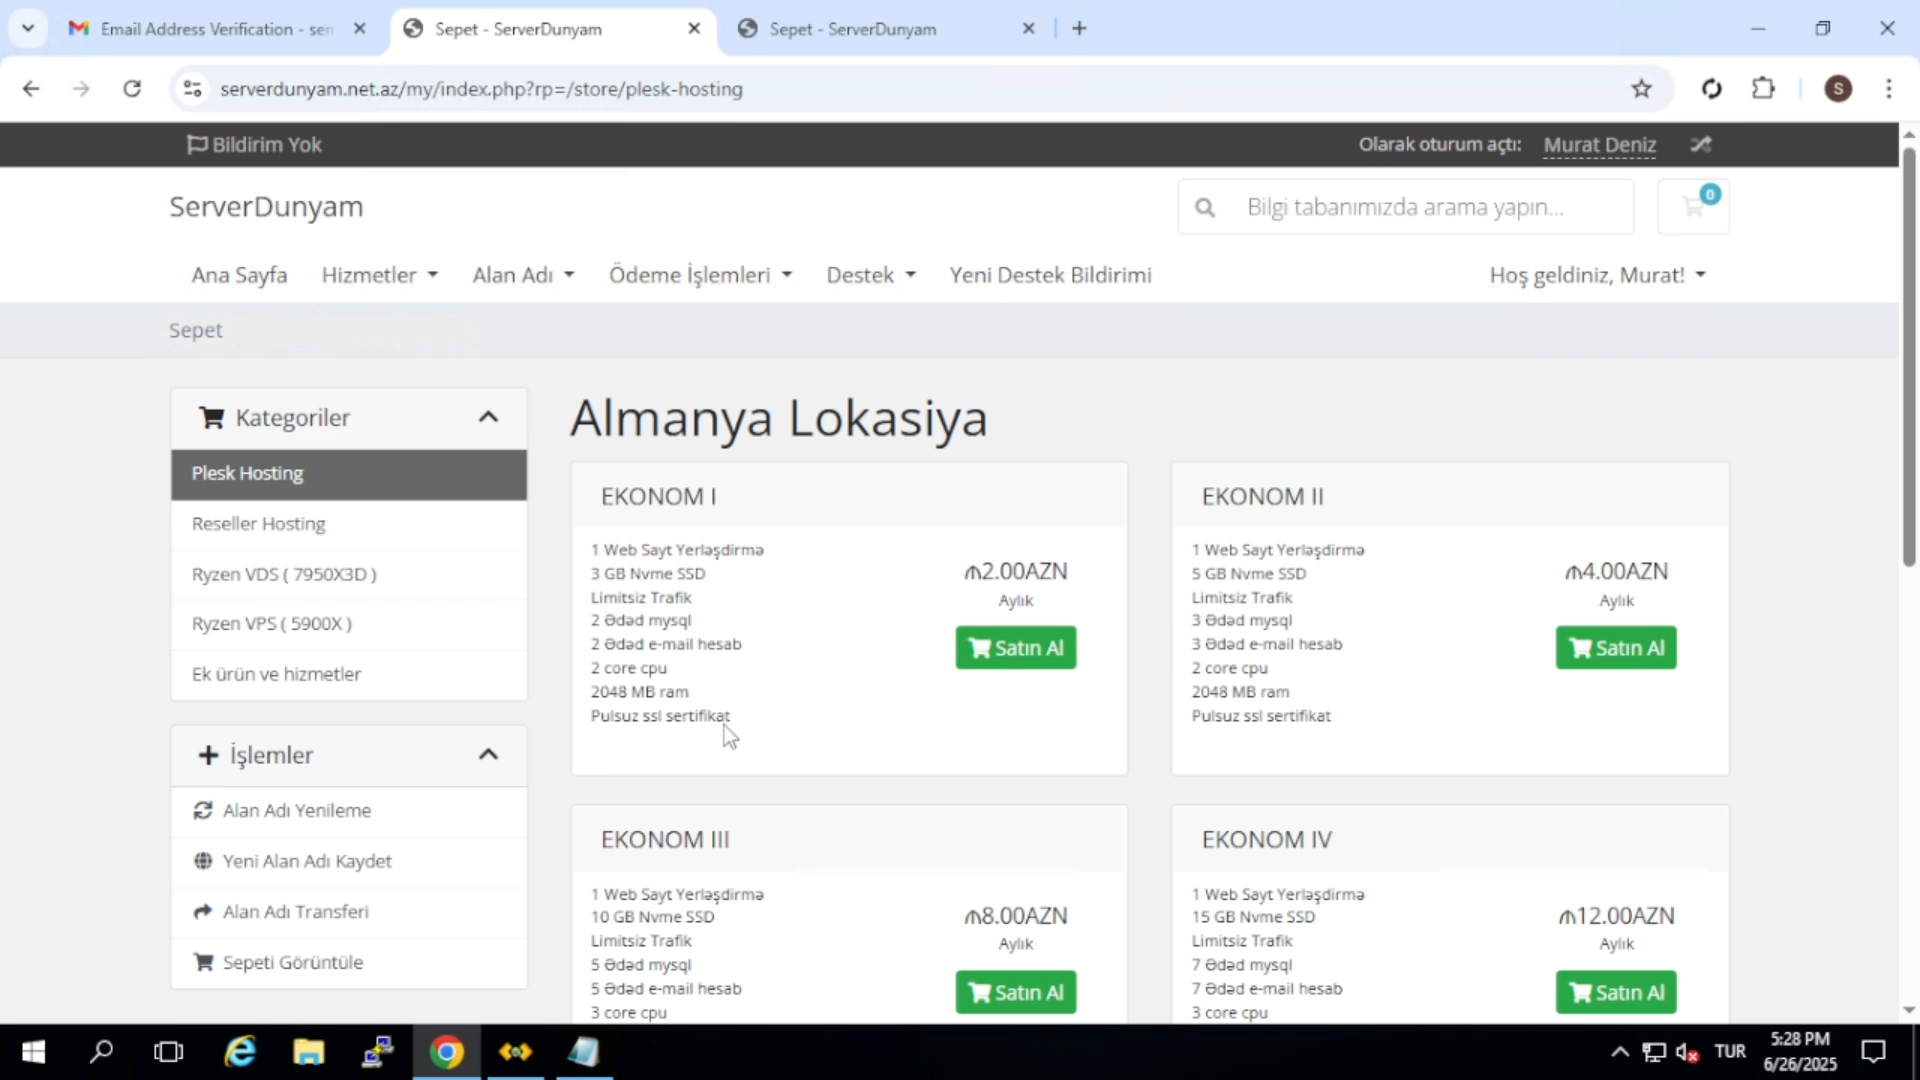 Email Address Verification - ser
Sepet - ServerDunyam
Sepet - ServerDunyam
serverdunyam.net.az/my/index.php?rp=/store/plesk-hosting
S
Bildirim Yok
Olarak oturum açtı:
Murat Deniz
ServerDunyam
Bilgi tabanımızda arama yapın...
0
Ana Sayfa
Hizmetler
Alan Adı
Ödeme İşlemleri
Destek
Yeni Destek Bildirimi
Hoş geldiniz, Murat!
Sepet
Kategoriler
Plesk Hosting
Reseller Hosting
Ryzen VDS ( 7950X3D )
Ryzen VPS ( 5900X )
Ek ürün ve hizmetler
İşlemler
Alan Adı Yenileme
Yeni Alan Adı Kaydet
Alan Adı Transferi
Sepeti Görüntüle
Almanya Lokasiya
EKONOM I
1 Web Sayt Yerləşdirmə
3 GB Nvme SSD
Limitsiz Trafik
2 Ədəd mysql
2 Ədəd e-mail hesab
2 core cpu
2048 MB ram
Pulsuz ssl sertifikat
₼2.00AZN
Aylık
Satın Al
EKONOM II
1 Web Sayt Yerləşdirmə
5 GB Nvme SSD
Limitsiz Trafik
3 Ədəd mysql
3 Ədəd e-mail hesab
2 core cpu
2048 MB ram
Pulsuz ssl sertifikat
₼4.00AZN
Aylık
Satın Al
EKONOM III
1 Web Sayt Yerləşdirmə
10 GB Nvme SSD
Limitsiz Trafik
5 Ədəd mysql
5 Ədəd e-mail hesab
3 core cpu
₼8.00AZN
Aylık
Satın Al
EKONOM IV
1 Web Sayt Yerləşdirmə
15 GB Nvme SSD
Limitsiz Trafik
7 Ədəd mysql
7 Ədəd e-mail hesab
3 core cpu
₼12.00AZN
Aylık
Satın Al
TUR
5:28 PM
6/26/2025